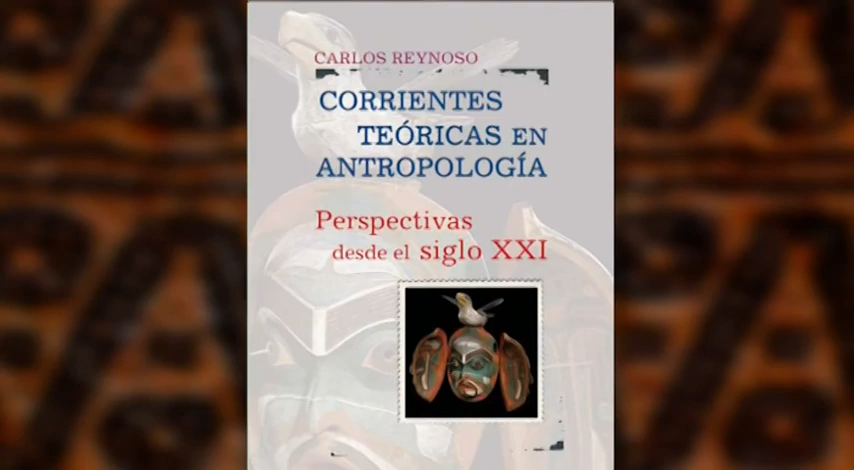 CARLOS REYNOSO
CORRIENTES
TEÓRICAS EN
ANTROPOLOGÍA
Perspectivas
desde el siglo XXI